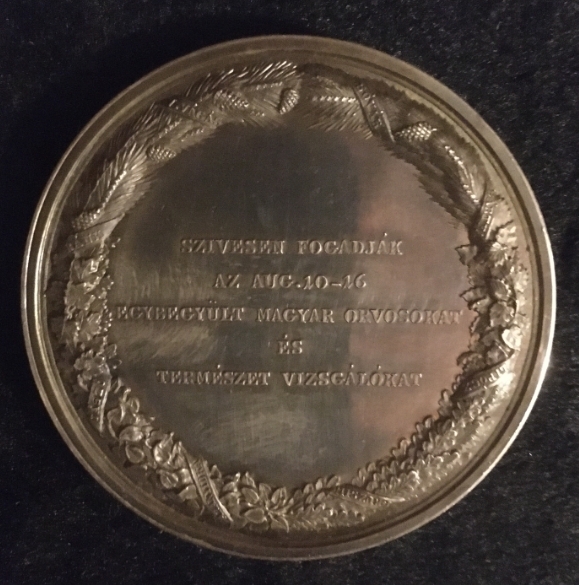 SZIVESEN FOGADJÁK
AZ AUG.10-16
EGYBEGYÜLT MAGYAR ORVOSOKAT
ÉS
TERMÉSZET VIZSGÁLÓKAT